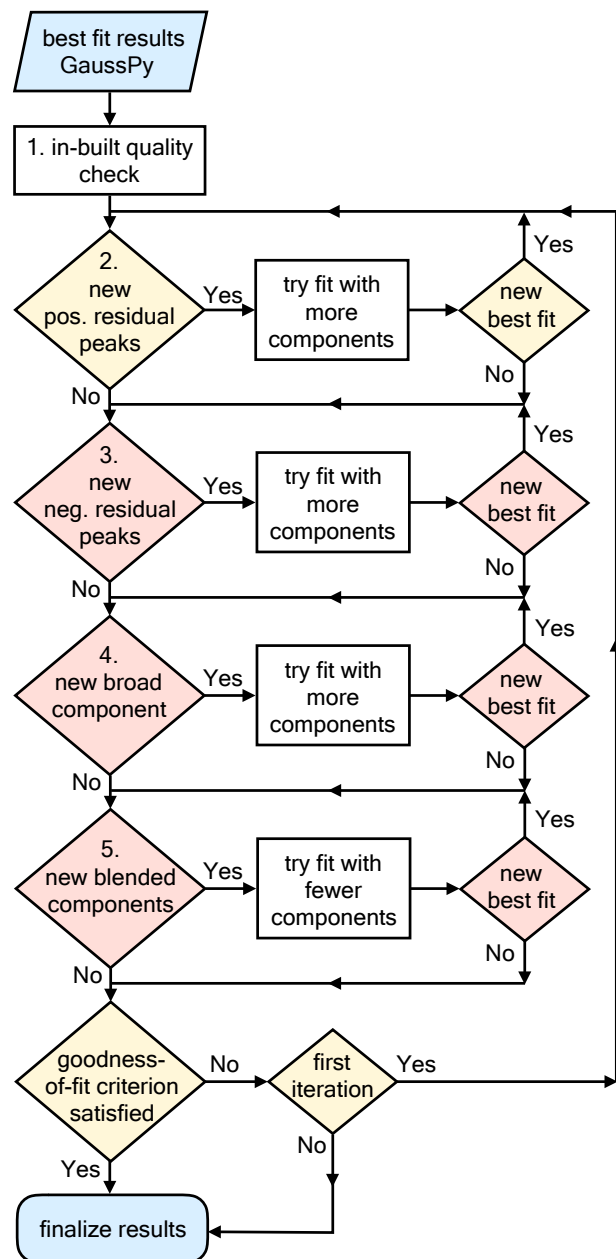 best fit results
GaussPy
1. in-built quality
check
2.
new
pos. residual
peaks
Yes
try fit with
more
components
new
best fit
Yes
No
No
3.
new
neg. residual
peaks
Yes
try fit with
more
components
new
best fit
Yes
No
No
4.
new broad
component
Yes
try fit with
more
components
new
best fit
Yes
No
No
5.
new blended
components
Yes
try fit with
fewer
components
new
best fit
Yes
No
No
goodness-
of-fit criterion
satisfied
No
first
iteration
Yes
No
Yes
finalize results